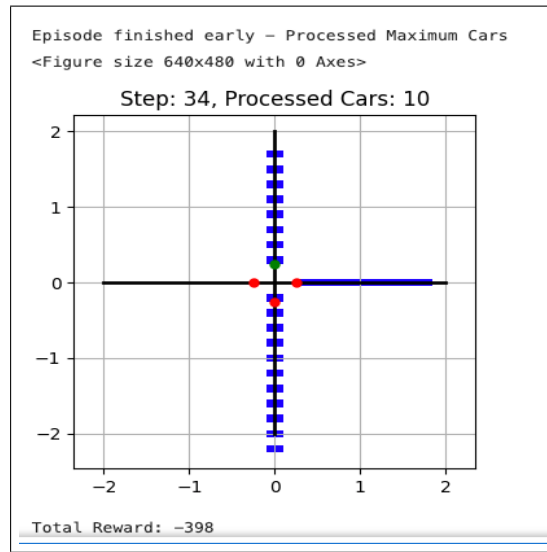 Episode finished early — Processed Maximum Cars
<Figure size 640x480 with 0 Axes>
Step: 34, Processed Cars: 10
2
1
0
−1
−2
−2 −1 0 1 2
Total Reward: −398